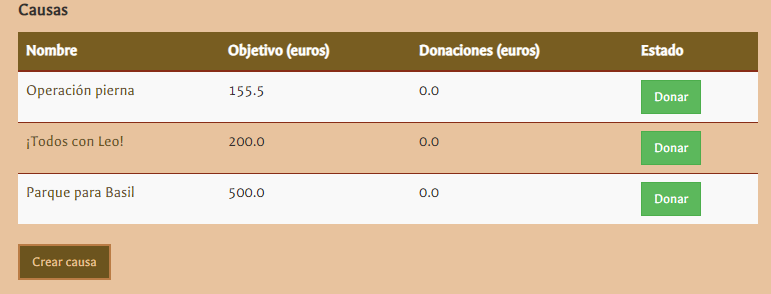 Causas
Nombre Objetivo (euros) Donaciones (euros) Estado
Operación pierna 155.5 0.0 Donar
¡Todos con Leo! 200.0 0.0 Donar
Parque para Basil 500.0 0.0 Donar
Crear causa